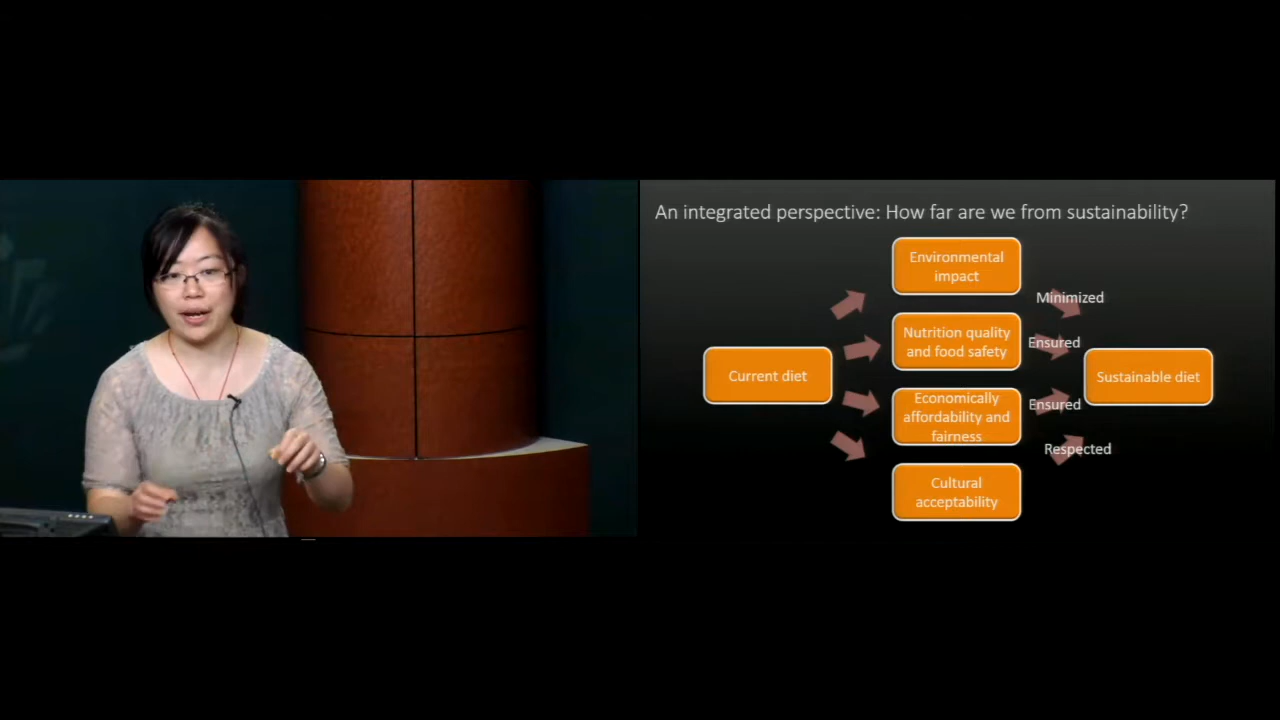 An integrated perspective: How far are we from sustainability?
Environmental
impact
Minimized
Nutrition quality
and food safety
Ensured
Current diet
Sustainable diet
Economically
affordability and
fairness
Ensured
Respected
Cultural
acceptability